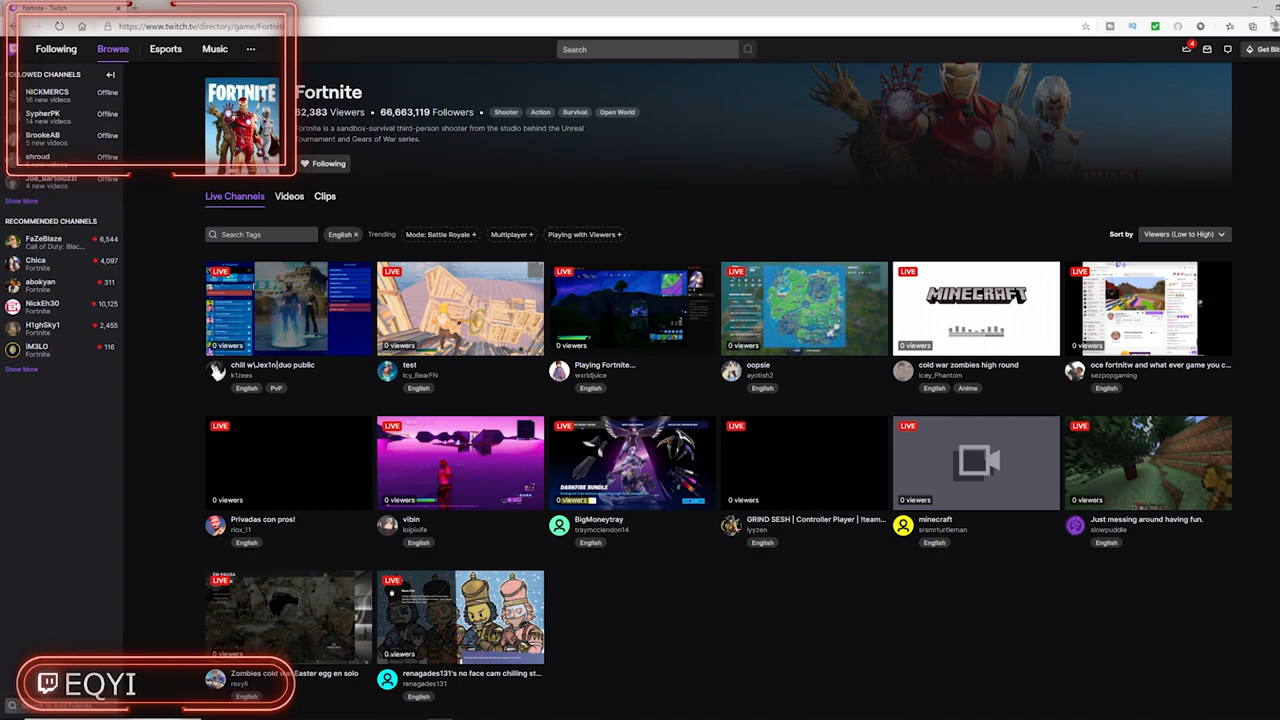 Fortnite - Twitch
https://www.twitch.tv/directory/game/Fortnite
Following
Browse
Esports
Music
Search
4
Get Bit
FOLLOWED CHANNELS
NICKMERCS
16 new videos
Offline
SypherPK
14 new videos
Offline
BrookeAB
5 new videos
Offline
shroud
Offline
Joe_Bartolozzi
4 new videos
Offline
Show More
RECOMMENDED CHANNELS
FaZeBlaze
Call of Duty: Blac...
6,544
Chica
Fortnite
4,097
abokyan
Fortnite
311
NickEh30
Fortnite
10,125
H1ghSky1
Fortnite
2,455
iM3LO
Fortnite
116
Show More
FORTNITE
Fortnite
92,383 Viewers • 66,663,119 Followers
Shooter
Action
Survival
Open World
Fortnite is a sandbox-survival third-person shooter from the studio behind the Unreal
Tournament and Gears of War series.
Following
MARVEL
Live Channels
Videos
Clips
Search Tags
English ×
Trending
Mode: Battle Royale +
Multiplayer +
Playing with Viewers +
Sort by
Viewers (Low to High)
LIVE
0 viewers
chill w\Jex1n|duo public
k1zeex
English
PvP
LIVE
0 viewers
test
Icy_BearFN
English
LIVE
0 viewers
Playing Fortnite...
wxrldjuice
English
LIVE
0 viewers
oopsie
ayotish2
English
LIVE
MINECRAFT
0 viewers
cold war zombies high round
Icey_Phantom
English
Anime
LIVE
0 viewers
oce fortnitw and what ever game you c...
sezpopgaming
English
LIVE
0 viewers
Privadas con pros!
riox_11
English
LIVE
0 viewers
vibin
lolpixife
English
LIVE
DARKFIRE BUNDLE
0 viewers
BigMoneytray
traymcclendon14
English
LIVE
0 viewers
GRIND SESH | Controller Player | !team...
iyyzen
English
LIVE
0 viewers
minecraft
srsmrturtleman
English
LIVE
0 viewers
Just messing around having fun.
slowpuddle
English
EN PAUSA
LIVE
0 viewers
Zombies cold war Easter egg en solo
rexyll
English
LIVE
0 viewers
renagades131's no face cam chilling st...
renagades131
English
EQYI
Search to Add Friends